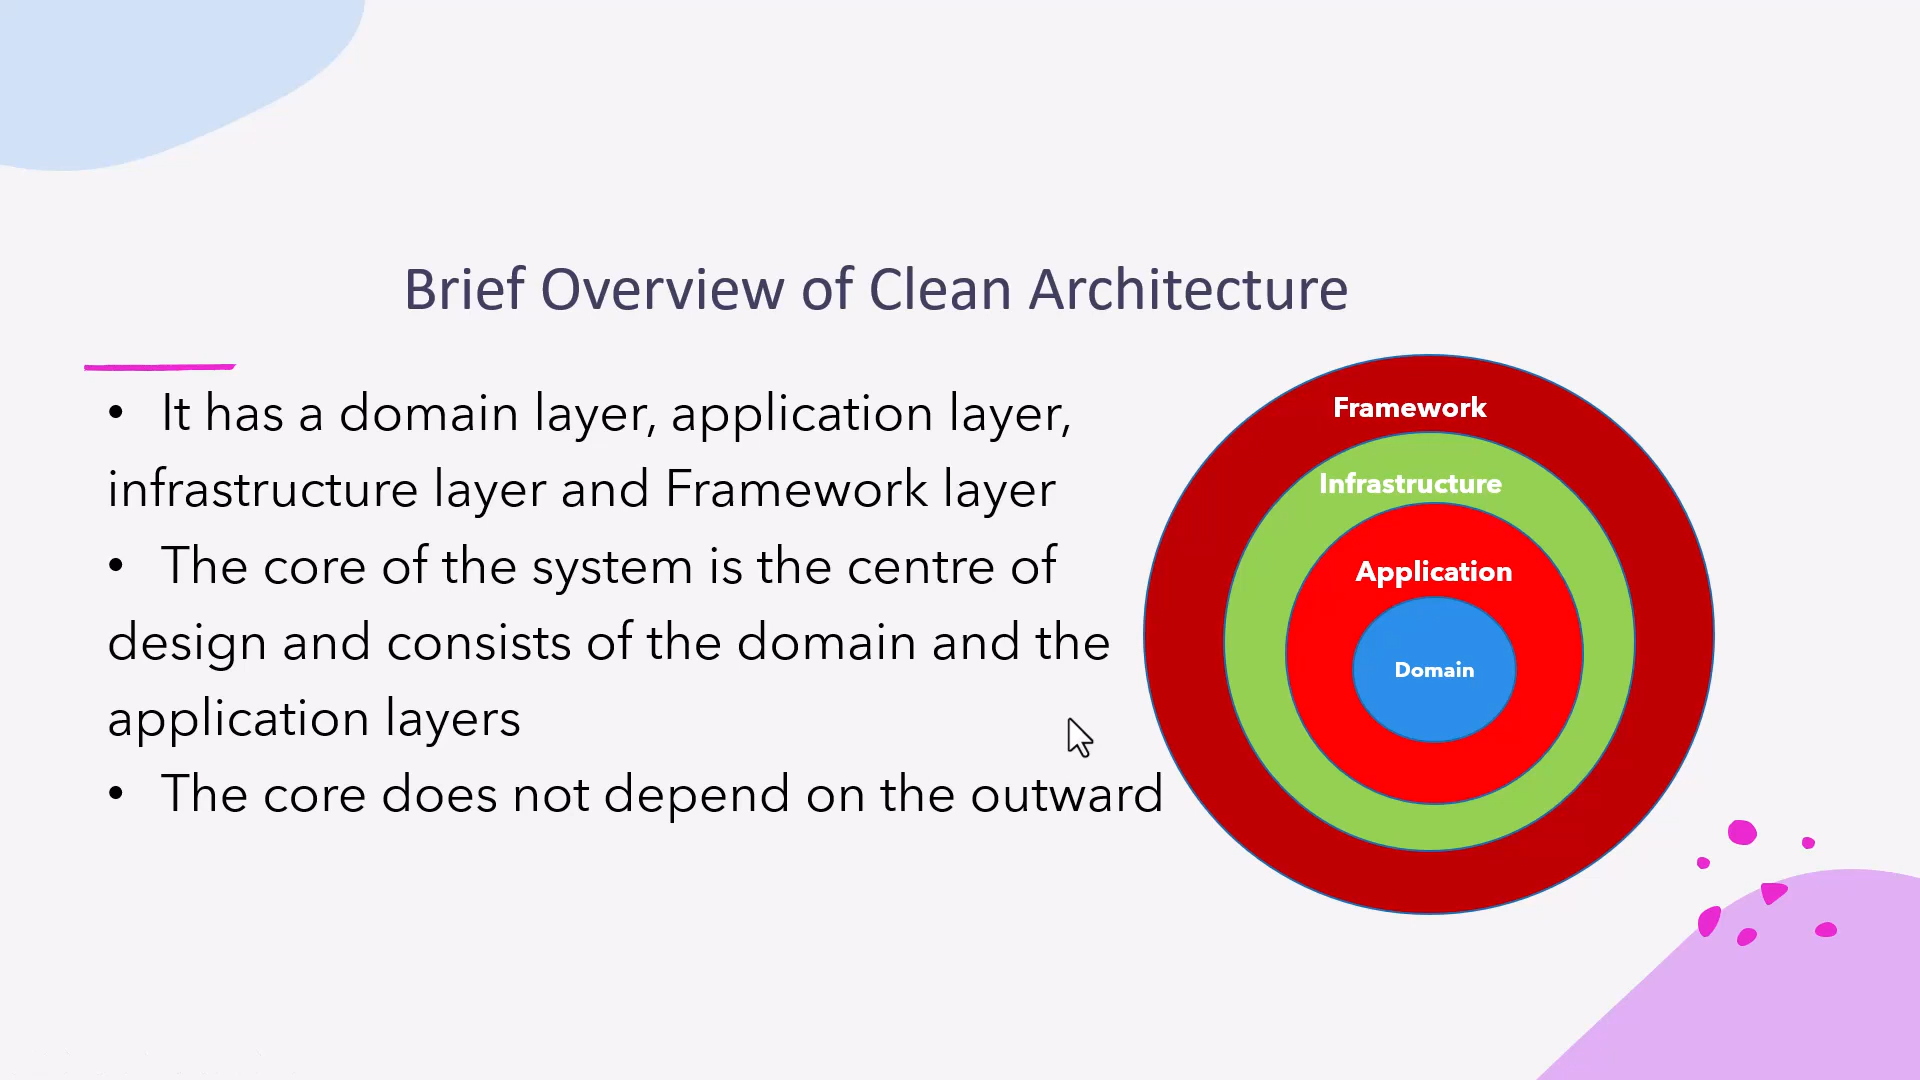 Brief Overview of Clean Architecture
• It has a domain layer, application layer,
infrastructure layer and Framework layer
• The core of the system is the centre of
design and consists of the domain and the
application layers
• The core does not depend on the outward
Framework
Infrastructure
Application
Domain